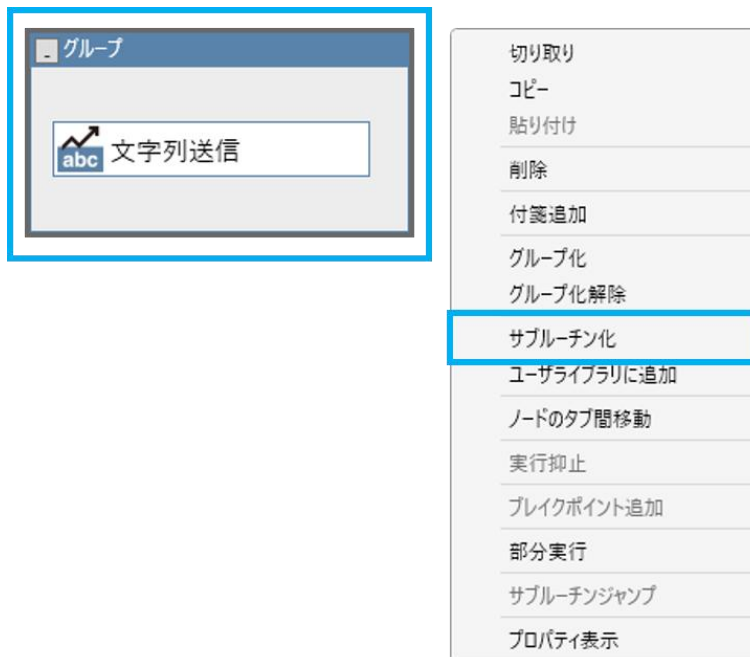 グループ
abc 文字列送信
切り取り
コピー
貼り付け
削除
付箋追加
グループ化
グループ化解除
サブルーチン化
ユーザライブラリに追加
ノードのタブ間移動
実行抑止
ブレイクポイント追加
部分実行
サブルーチンジャンプ
プロパティ表示